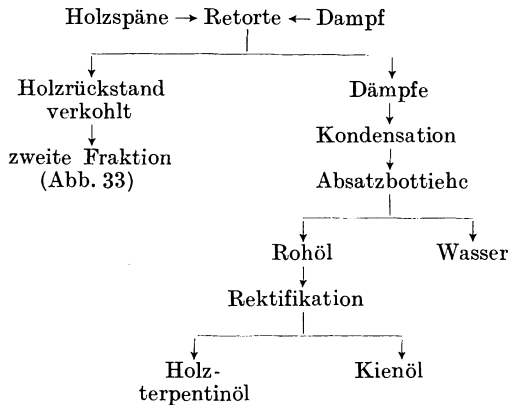 Holzspäne → Retorte ← Dampf
Holzrückstand
verkohlt
zweite Fraktion
(Abb. 33)
Dämpfe
Kondensation
Absatzbottiehc
Rohöl
Wasser
Rektifikation
Holz-
terpentinöl
Kienöl